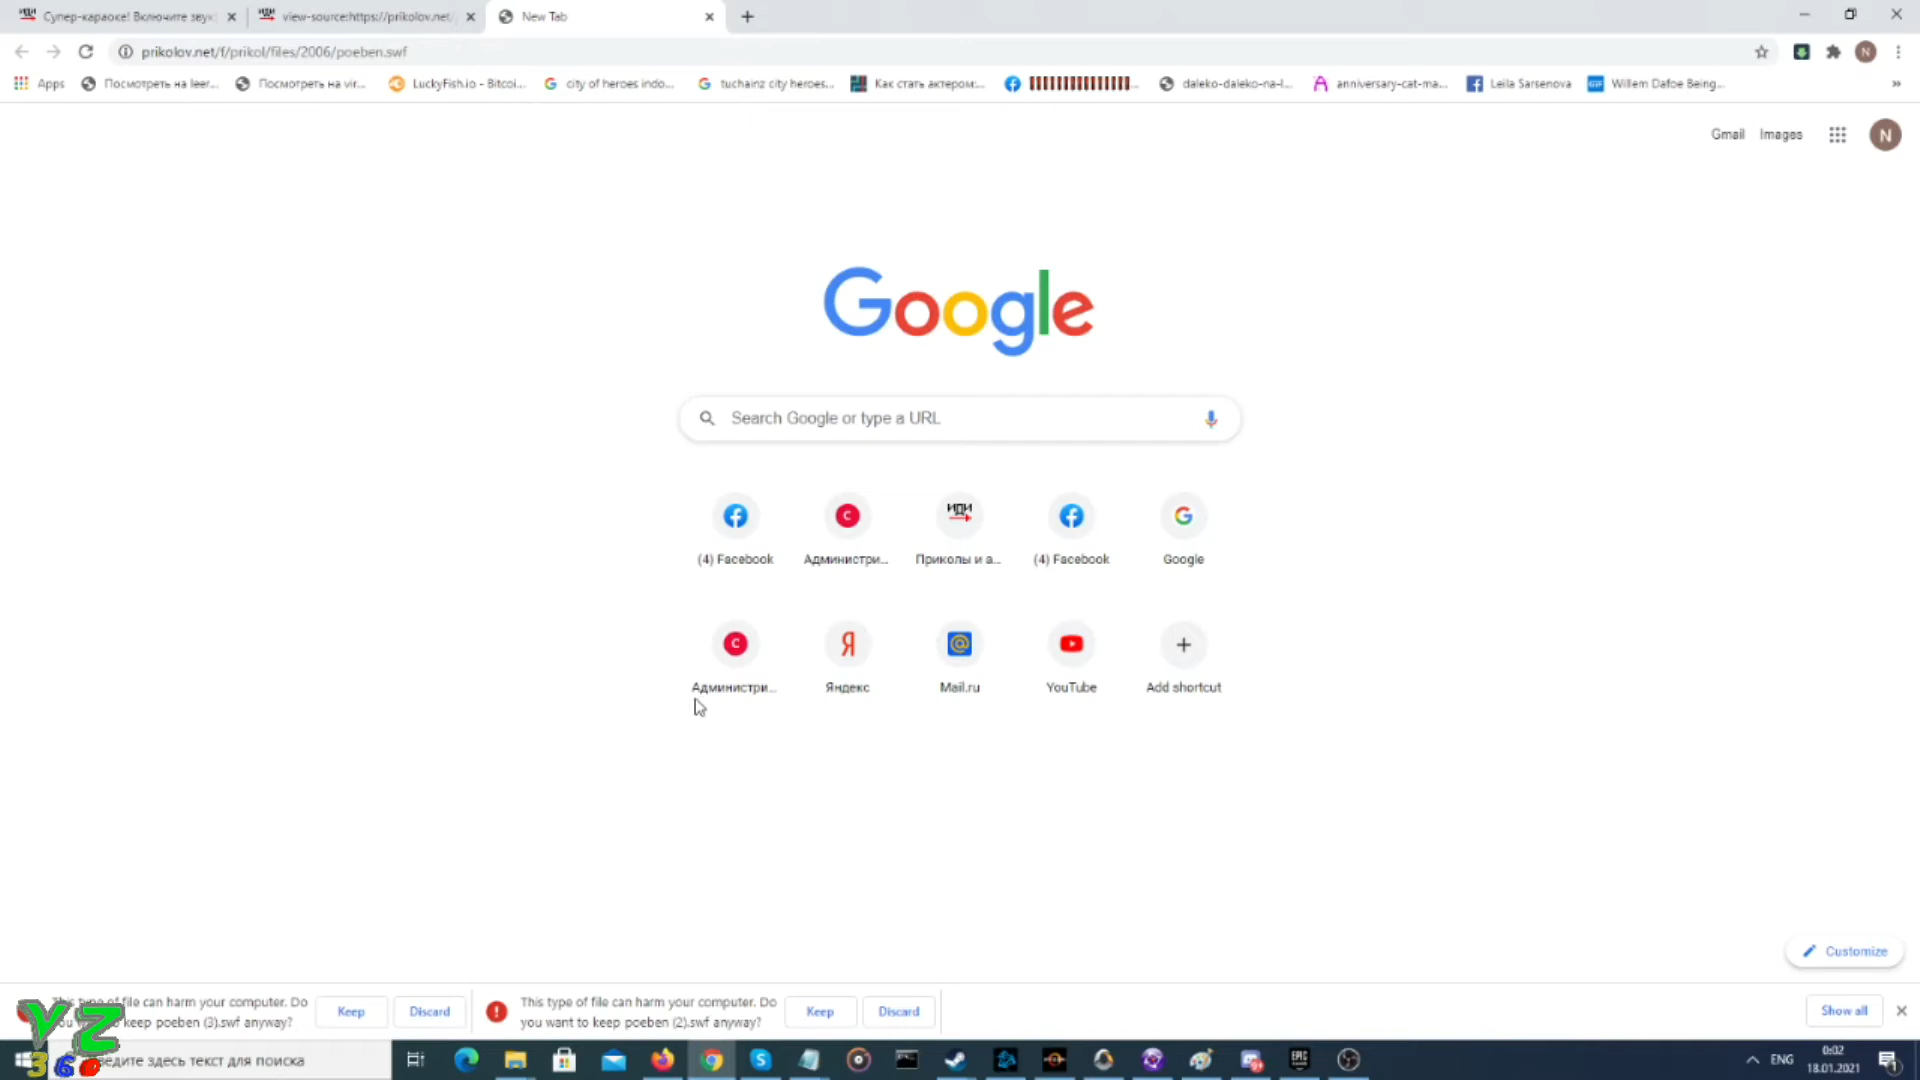 Супер-караоке! Включите звук
view-source:https://prikolov.net/
New Tab
prikolov.net/f/prikol/files/2006/poeben.swf
Apps
Посмотреть на leer...
Посмотреть на vir...
LuckyFish.io - Bitcoi...
city of heroes indo...
tuchainz city heroes...
Как стать актером:...
daleko-daleko-na-l...
anniversary-cat-ma...
Leila Sarsenova
Willem Dafoe Being...
»
Gmail
Images
N
Google
Search Google or type a URL
(4) Facebook
Администри...
Приколы и а...
(4) Facebook
Google
Администри...
Яндекс
Mail.ru
YouTube
Add shortcut
Customize
This type of file can harm your computer. Do
keep poeben (3).swf anyway?
Keep
Discard
This type of file can harm your computer. Do
you want to keep poeben (2).swf anyway?
Keep
Discard
Show all
YZ
360
ведите здесь текст для поиска
ENG
0:02
18.01.2021